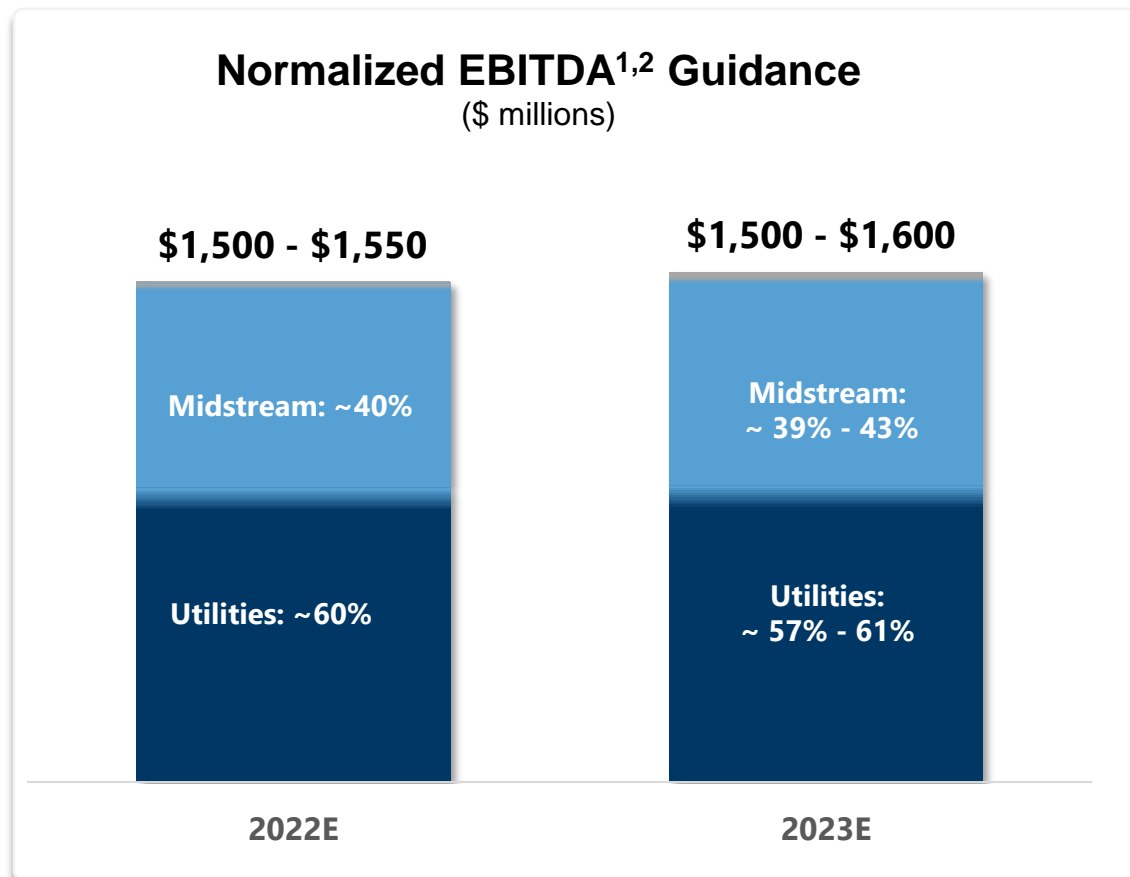 Normalized EBITDA1,2 Guidance
($ millions)
$1,500 - $1,550
$1,500 - $1,600
Midstream: ~40%
Midstream:
~ 39% - 43%
Utilities: ~60%
Utilities:
~ 57% - 61%
2022E
2023E